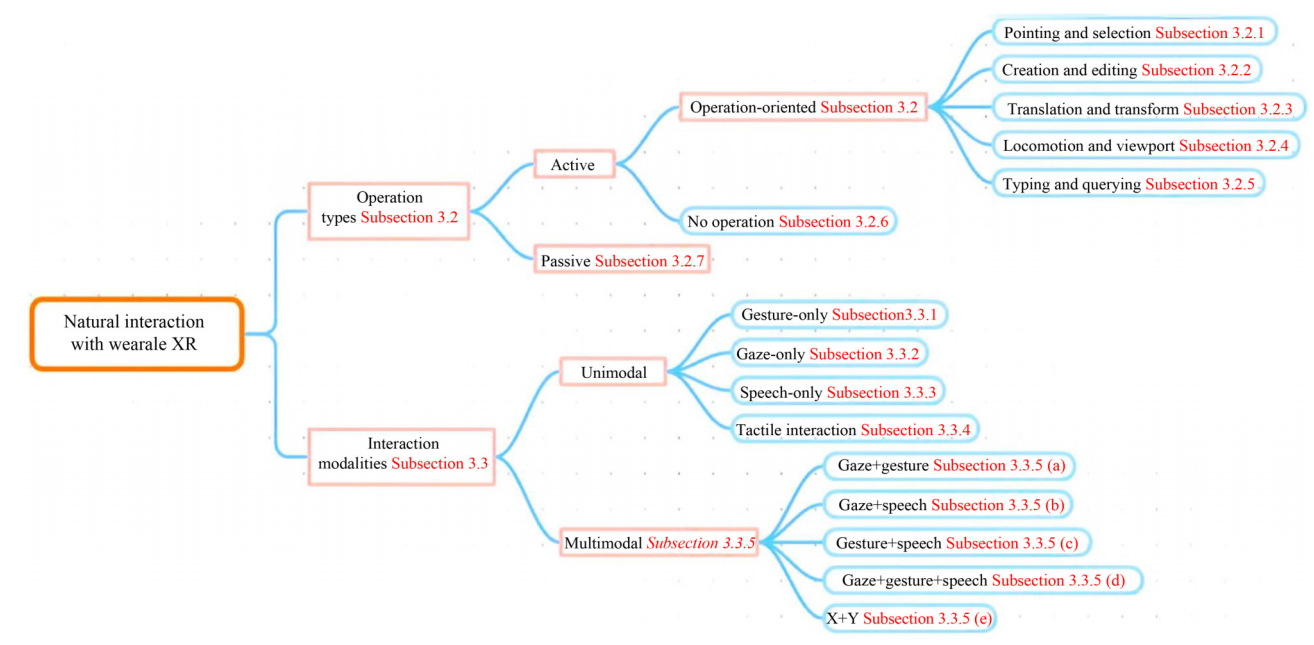 Natural interaction
with wearale XR
Operation
types Subsection 3.2
Active
Operation-oriented Subsection 3.2
Pointing and selection Subsection 3.2.1
Creation and editing Subsection 3.2.2
Translation and transform Subsection 3.2.3
Locomotion and viewport Subsection 3.2.4
Typing and querying Subsection 3.2.5
No operation Subsection 3.2.6
Passive Subsection 3.2.7
Interaction
modalities Subsection 3.3
Unimodal
Gesture-only Subsection3.3.1
Gaze-only Subsection 3.3.2
Speech-only Subsection 3.3.3
Tactile interaction Subsection 3.3.4
Multimodal Subsection 3.3.5
Gaze+gesture Subsection 3.3.5 (a)
Gaze+speech Subsection 3.3.5 (b)
Gesture+speech Subsection 3.3.5 (c)
Gaze+gesture+speech Subsection 3.3.5 (d)
X+Y Subsection 3.3.5 (e)